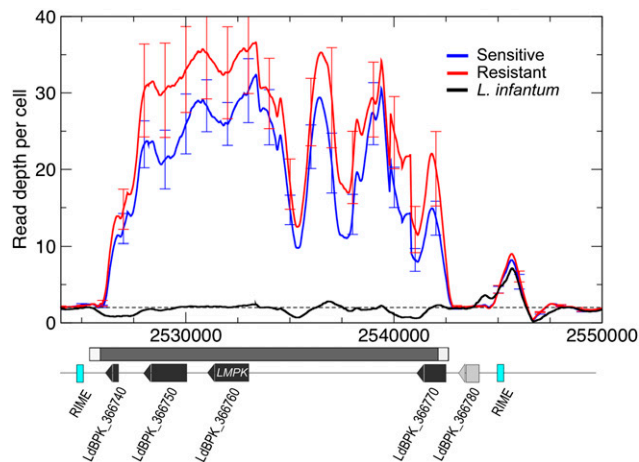 40
30
20
10
0
Read depth per cell
Sensitive
Resistant
L. infantum
2530000 2540000 2550000
LMPK
RIME
LdBPK_366740
LdBPK_366750
LdBPK_366760
LdBPK_366770
LdBPK_366780
RIME